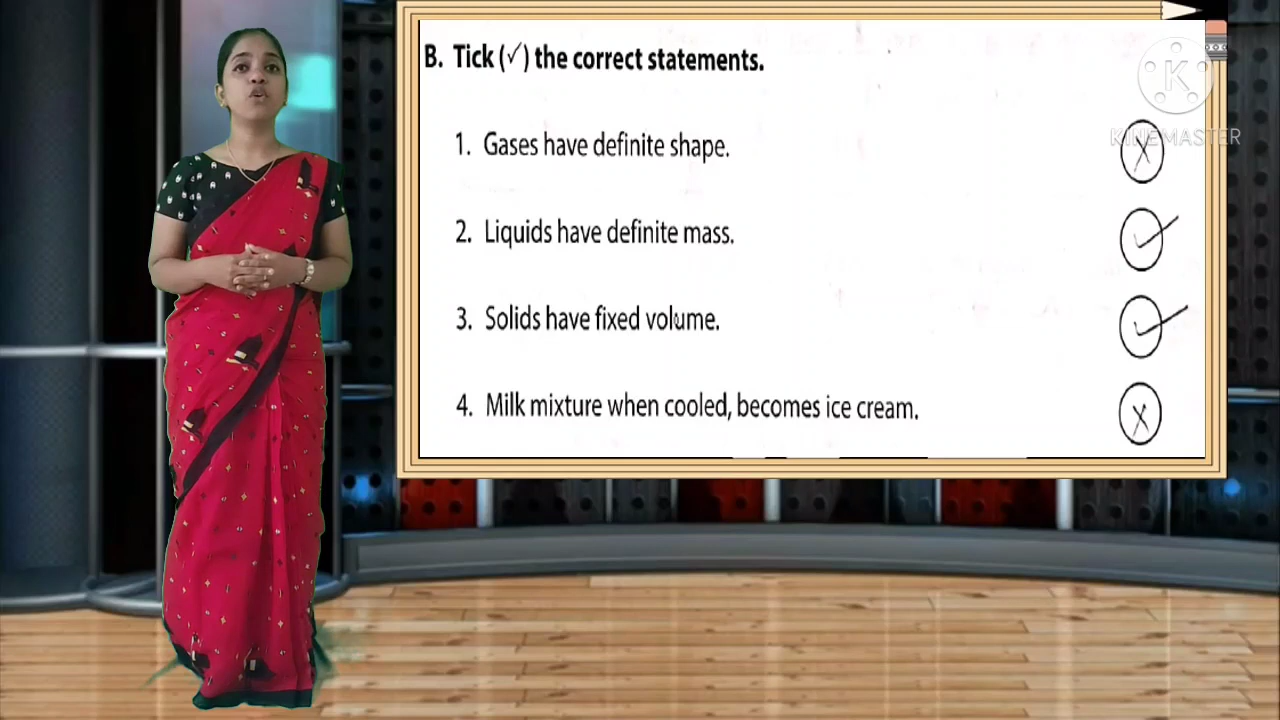 B. Tick (✓) the correct statements.
K
KINEMASTER
1. Gases have definite shape.
2. Liquids have definite mass.
3. Solids have fixed volume.
4. Milk mixture when cooled, becomes ice cream.